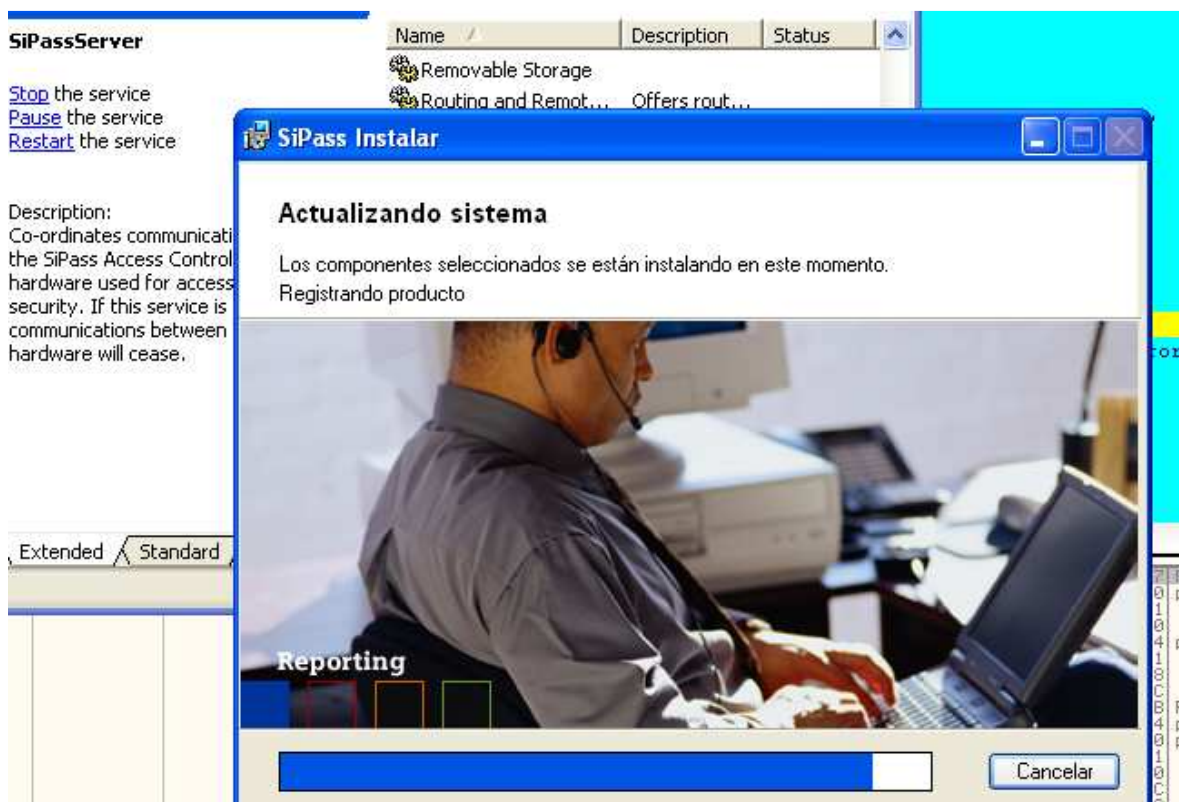 SiPassServer
Stop the service
Pause the service
Restart the service
Description:
Co-ordinates communicati
the SiPass Access Control
hardware used for access
security. If this service is
communications between
hardware will cease.
Extended
Standard
Name
Description
Status
Removable Storage
Routing and Remot...
Offers rout...
SiPass Instalar
Actualizando sistema
Los componentes seleccionados se están instalando en este momento.
Registrando producto
Reporting
Cancelar